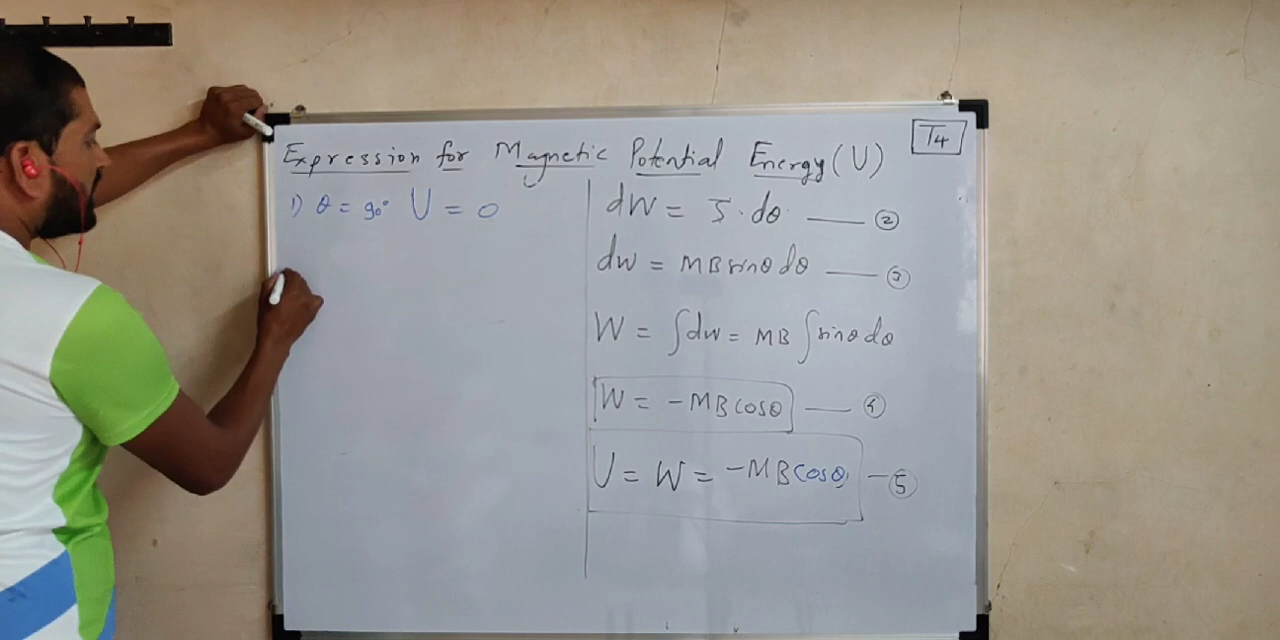 T4
Expression for Magnetic Potential Energy (U)
1) θ = 90° U = 0
dW = τ·dθ — ②
dw = MB sinθ dθ — ③
W = ∫dw = MB ∫sinθ dθ
W = -MB cosθ — ④
U = W = -MB cosθ — ⑤